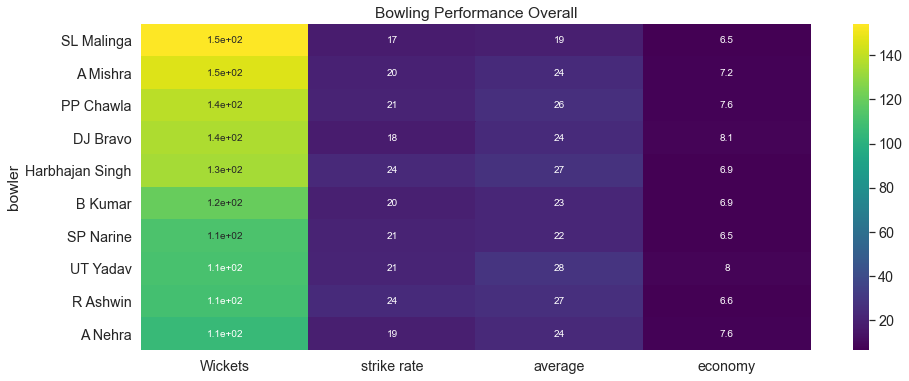 Bowling Performance Overall
bowler
SL Malinga 1.5e+02 17 19 6.5
A Mishra 1.5e+02 20 24 7.2
PP Chawla 1.4e+02 21 26 7.6
DJ Bravo 1.4e+02 18 24 8.1
Harbhajan Singh 1.3e+02 24 27 6.9
B Kumar 1.2e+02 20 23 6.9
SP Narine 1.1e+02 21 22 6.5
UT Yadav 1.1e+02 21 28 8
R Ashwin 1.1e+02 24 27 6.6
A Nehra 1.1e+02 19 24 7.6
Wickets strike rate average economy
140
120
100
80
60
40
20